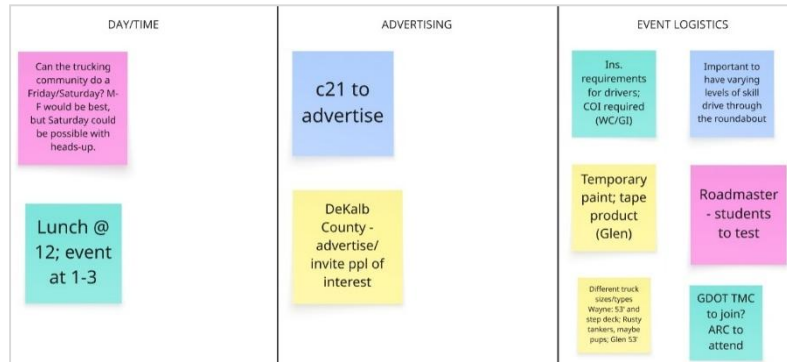 DAY/TIME
Can the trucking
community do a
Friday/Saturday? M-
F would be best,
but Saturday could
be possible with
heads-up.
Lunch @
12; event
at 1-3
ADVERTISING
c21 to
advertise
DeKalb
County -
advertise/
invite ppl of
interest
EVENT LOGISTICS
Ins.
requirements
for drivers;
COI required
(WC/GI)
Important to
have varying
levels of skill
drive through
the roundabout
Temporary
paint; tape
product
(Glen)
Roadmaster
- students
to test
Different truck
sizes/types
Wayne: 53' and
step deck; Rusty
tankers, maybe
pups; Glen 53'
GDOT TMC
to join?
ARC to
attend